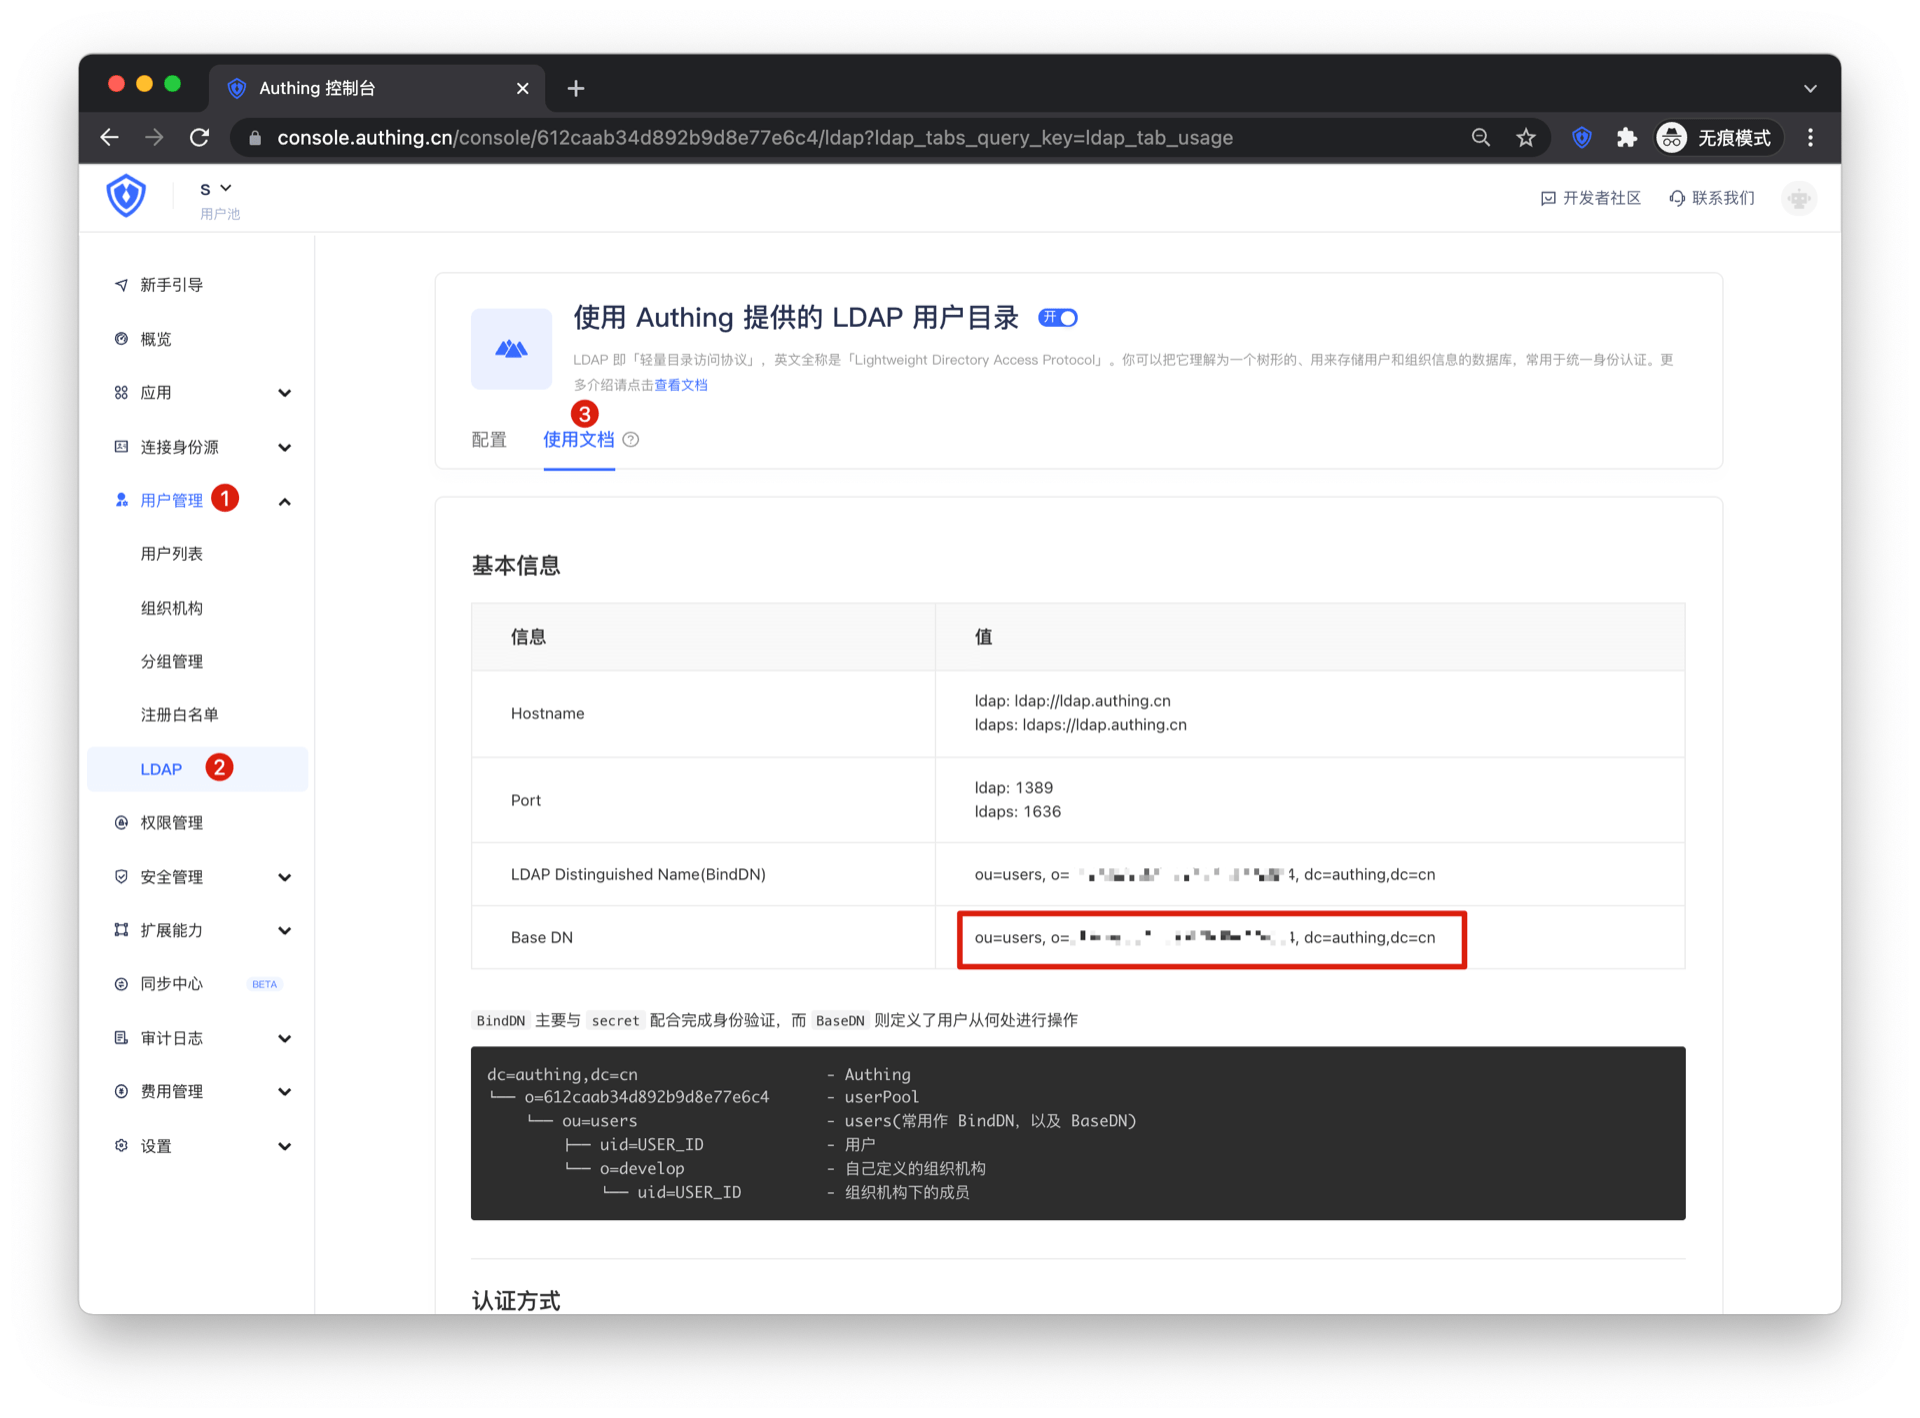 Authing 控制台
console.authing.cn/console/612caab34d892b9d8e77e6c4/ldap?ldap_tabs_query_key=ldap_tab_usage
无痕模式
S
用户池
开发者社区
联系我们
新手引导
概览
应用
连接身份源
用户管理 1
用户列表
组织机构
分组管理
注册白名单
LDAP 2
权限管理
安全管理
扩展能力
同步中心 BETA
审计日志
费用管理
设置
使用 Authing 提供的 LDAP 用户目录 开
LDAP 即「轻量目录访问协议」，英文全称是「Lightweight Directory Access Protocol」。你可以把它理解为一个树形的、用来存储用户和组织信息的数据库，常用于统一身份认证。更
多介绍请点击查看文档
3
配置 使用文档 ?
基本信息
信息 值
Hostname
ldap: ldap://ldap.authing.cn
ldaps: ldaps://ldap.authing.cn
Port
ldap: 1389
ldaps: 1636
LDAP Distinguished Name(BindDN)
ou=users, o= 4, dc=authing,dc=cn
Base DN
ou=users, o= 4, dc=authing,dc=cn
BindDN 主要与 secret 配合完成身份验证，而 BaseDN 则定义了用户从何处进行操作
dc=authing,dc=cn - Authing
└── o=612caab34d892b9d8e77e6c4 - userPool
└── ou=users - users(常用作 BindDN, 以及 BaseDN)
├── uid=USER_ID - 用户
└── o=develop - 自己定义的组织机构
└── uid=USER_ID - 组织机构下的成员
认证方式